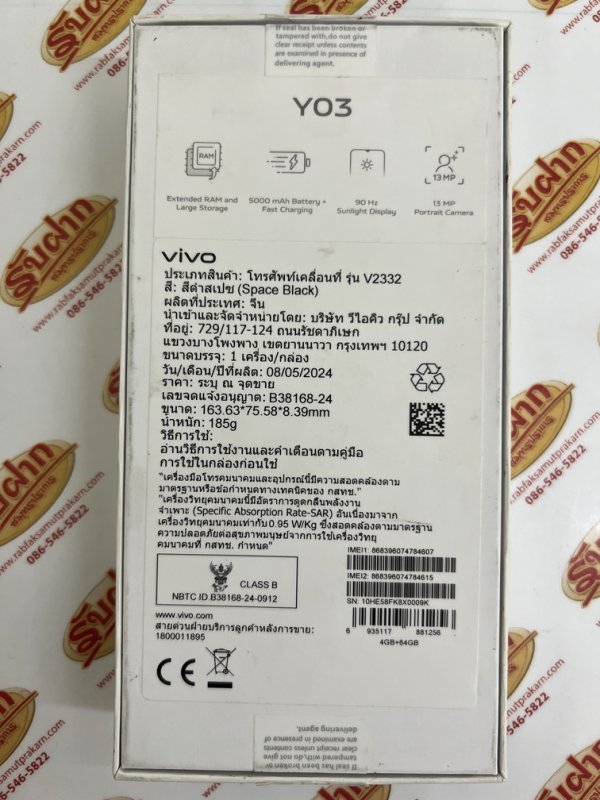 If seal has been broken or
tampered with, do not give
clear receipt unless contents
are examined in presence of
delivering agent.
Y03
RAM
13 MP
Extended RAM and
Large Storage
5000 mAh Battery +
Fast Charging
90 Hz
Sunlight Display
13 MP
Portrait Camera
vivo
ประเภทสินค้า: โทรศัพท์เคลื่อนที่ รุ่น V2332
สี: สีดำสเปซ (Space Black)
ผลิตที่ประเทศ: จีน
นำเข้าและจัดจำหน่ายโดย: บริษัท วีไอคิว กรุ๊ป จำกัด
ที่อยู่: 729/117-124 ถนนรัชดาภิเษก
แขวงบางโพงพาง เขตยานนาวา กรุงเทพฯ 10120
ขนาดบรรจุ: 1 เครื่อง/กล่อง
วัน/เดือน/ปีที่ผลิต: 08/05/2024
ราคา: ระบุ ณ จุดขาย
เลขจดแจ้งอนุญาต: B38168-24
ขนาด: 163.63*75.58*8.39mm
น้ำหนัก: 185g
วิธีการใช้:
อ่านวิธีการใช้งานและคำเตือนตามคู่มือ
การใช้ในกล่องก่อนใช้
"เครื่องมือโทรคมนาคมและอุปกรณ์นี้มีความสอดคล้องตาม
มาตรฐานหรือข้อกำหนดทางเทคนิคของ กสทช."
"เครื่องวิทยุคมนาคมนี้มีอัตราการดูดกลืนพลังงาน
จำเพาะ (Specific Absorption Rate-SAR) อันเนื่องมาจาก
เครื่องวิทยุคมนาคมเท่ากับ 0.95 W/Kg ซึ่งสอดคล้องตามมาตรฐาน
ความปลอดภัยต่อสุขภาพมนุษย์จากการใช้เครื่องวิทยุ
คมนาคมที่ กสทช. กำหนด"
CLASS B
NBTC ID.B38168-24-0912
IMEI1: 868396074784607
IMEI2: 868396074784615
SN: 10HE58FK8X0009K
6 935117 881256
4GB+64GB
www.vivo.com
สายด่วนฝ่ายบริการลูกค้าหลังการขาย:
1800011895
CE
If seal has been broken or
tampered with, do not give
clear receipt unless contents
are examined in presence of
delivering agent.
รับฝาก
www.rabfaksamutprakarn.com
086-546-5822